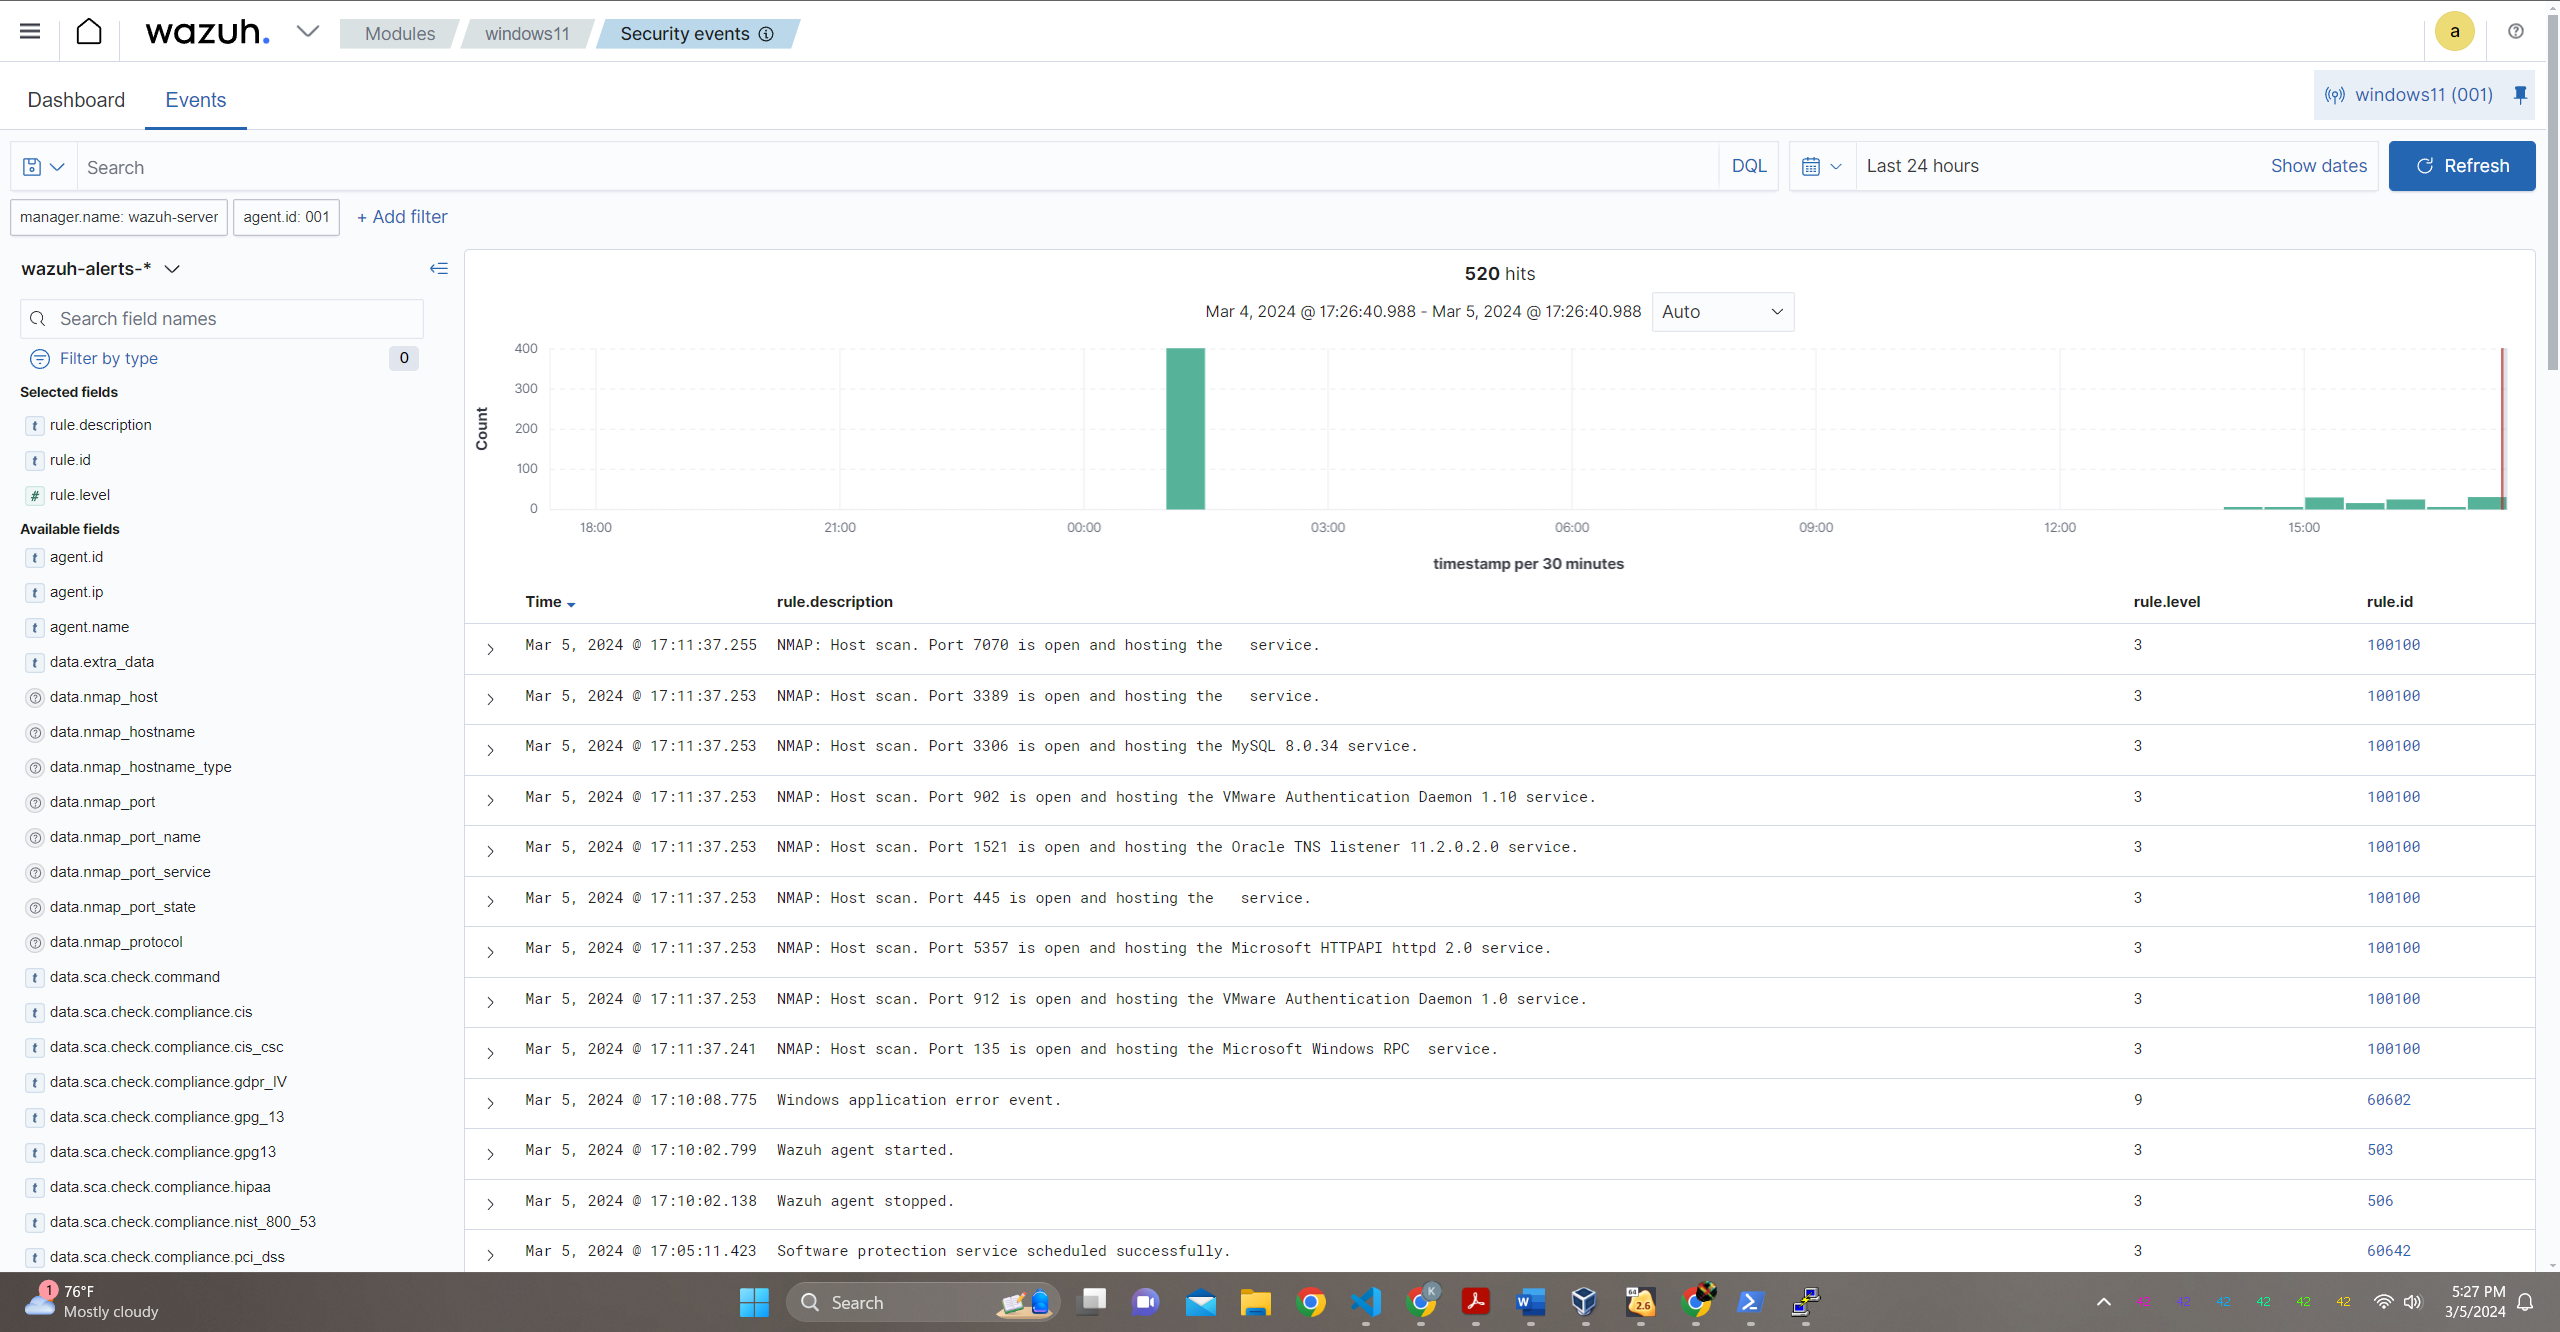 wazuh.
Modules
windows11
Security events
a
Dashboard
Events
windows11 (001)
Search
DQL
Last 24 hours
Show dates
Refresh
manager.name: wazuh-server
agent.id: 001
+ Add filter
wazuh-alerts-*
Search field names
Filter by type
0
Selected fields
t rule.description
t rule.id
# rule.level
Available fields
t agent.id
t agent.ip
t agent.name
t data.extra_data
data.nmap_host
data.nmap_hostname
data.nmap_hostname_type
data.nmap_port
data.nmap_port_name
data.nmap_port_service
data.nmap_port_state
data.nmap_protocol
t data.sca.check.command
t data.sca.check.compliance.cis
t data.sca.check.compliance.cis_csc
t data.sca.check.compliance.gdpr_IV
t data.sca.check.compliance.gpg_13
t data.sca.check.compliance.gpg13
t data.sca.check.compliance.hipaa
t data.sca.check.compliance.nist_800_53
t data.sca.check.compliance.pci_dss
520 hits
Mar 4, 2024 @ 17:26:40.988 - Mar 5, 2024 @ 17:26:40.988
Auto
Count
400
300
200
100
0
18:00 21:00 00:00 03:00 06:00 09:00 12:00 15:00
timestamp per 30 minutes
Time rule.description rule.level rule.id
Mar 5, 2024 @ 17:11:37.255 NMAP: Host scan. Port 7070 is open and hosting the service. 3 100100
Mar 5, 2024 @ 17:11:37.253 NMAP: Host scan. Port 3389 is open and hosting the service. 3 100100
Mar 5, 2024 @ 17:11:37.253 NMAP: Host scan. Port 3306 is open and hosting the MySQL 8.0.34 service. 3 100100
Mar 5, 2024 @ 17:11:37.253 NMAP: Host scan. Port 902 is open and hosting the VMware Authentication Daemon 1.10 service. 3 100100
Mar 5, 2024 @ 17:11:37.253 NMAP: Host scan. Port 1521 is open and hosting the Oracle TNS listener 11.2.0.2.0 service. 3 100100
Mar 5, 2024 @ 17:11:37.253 NMAP: Host scan. Port 445 is open and hosting the service. 3 100100
Mar 5, 2024 @ 17:11:37.253 NMAP: Host scan. Port 5357 is open and hosting the Microsoft HTTPAPI httpd 2.0 service. 3 100100
Mar 5, 2024 @ 17:11:37.253 NMAP: Host scan. Port 912 is open and hosting the VMware Authentication Daemon 1.0 service. 3 100100
Mar 5, 2024 @ 17:11:37.241 NMAP: Host scan. Port 135 is open and hosting the Microsoft Windows RPC service. 3 100100
Mar 5, 2024 @ 17:10:08.775 Windows application error event. 9 60602
Mar 5, 2024 @ 17:10:02.799 Wazuh agent started. 3 503
Mar 5, 2024 @ 17:10:02.138 Wazuh agent stopped. 3 506
Mar 5, 2024 @ 17:05:11.423 Software protection service scheduled successfully. 3 60642
1
76°F
Mostly cloudy
Search
K
W
64
2.6
42 42 42 42
5:27 PM
3/5/2024